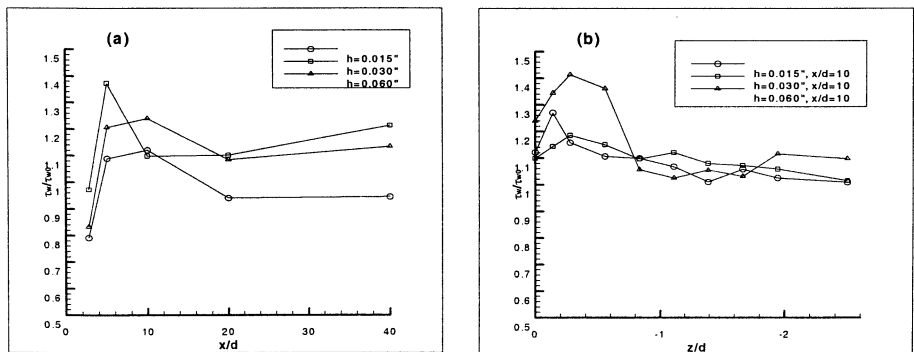 (a)
h=0.015"
h=0.030"
h=0.060"
1.5
1.4
1.3
1.2
1.1
1
0.9
0.8
0.7
0.6
0.5
τw/τwo
0
10
20
30
40
x/d
(b)
h=0.015", x/d=10
h=0.030", x/d=10
h=0.060", x/d=10
1.5
1.4
1.3
1.2
1.1
1
0.9
0.8
0.7
0.6
0.5
τw/τwo
0
-1
-2
z/d